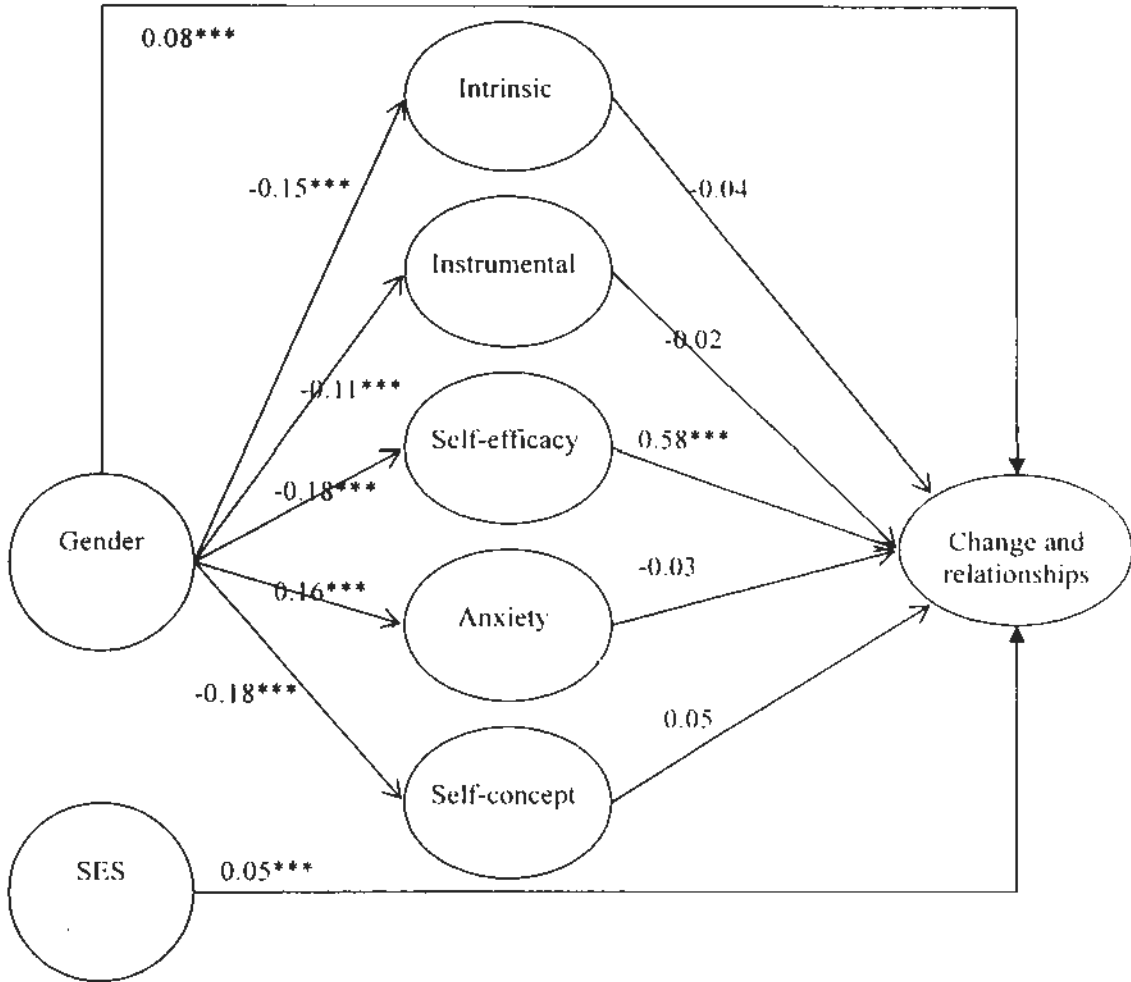 0.08***
Intrinsic
-0.15***
-0.04
Instrumental
-0.02
-0.11***
Self-efficacy
0.58***
-0.18***
Gender
Change and
relationships
-0.03
0.16***
Anxiety
-0.18***
0.05
Self-concept
SES
0.05***